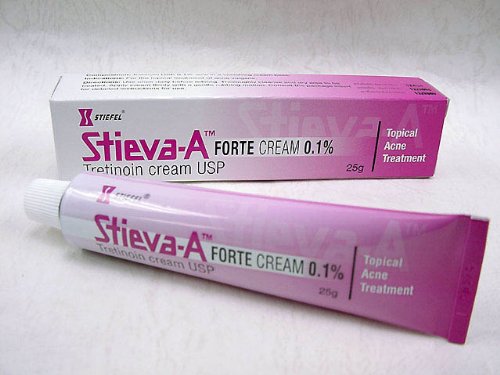 STIEFEL®
Stieva-A™ FORTE CREAM 0.1%
Tretinoin cream USP
25g
Topical
Acne
Treatment
STIEFEL
Stieva-A™ FORTE CREAM 0.1%
Tretinoin cream USP
25g
Topical
Acne
Treatment